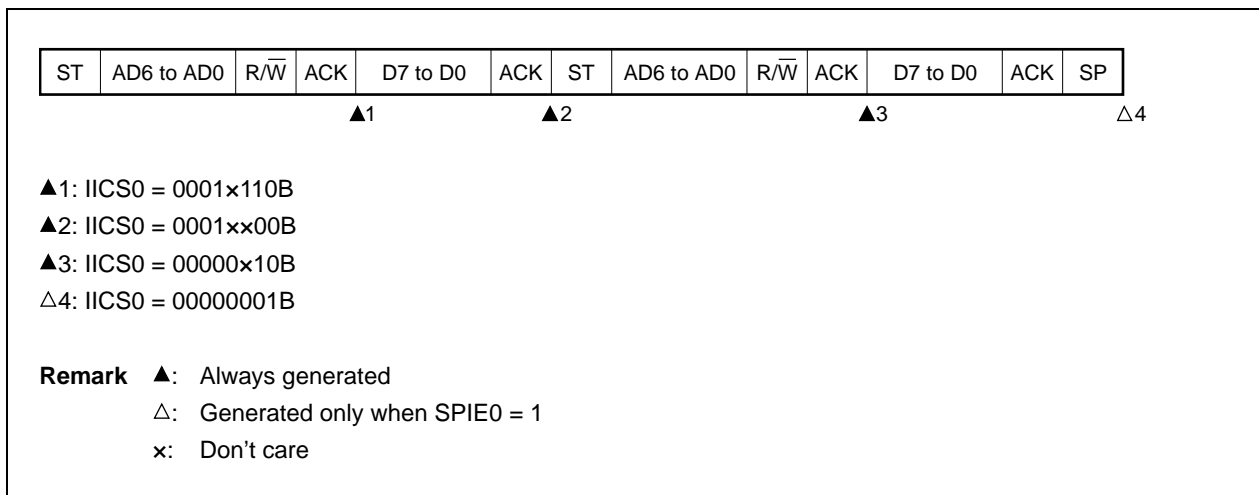 ST AD6 to AD0 R/W̅ ACK D7 to D0 ACK ST AD6 to AD0 R/W̅ ACK D7 to D0 ACK SP
▲1 ▲2 ▲3 △4
▲1: IICS0 = 0001×110B
▲2: IICS0 = 0001××00B
▲3: IICS0 = 00000×10B
△4: IICS0 = 00000001B
Remark ▲: Always generated
△: Generated only when SPIE0 = 1
×: Don't care